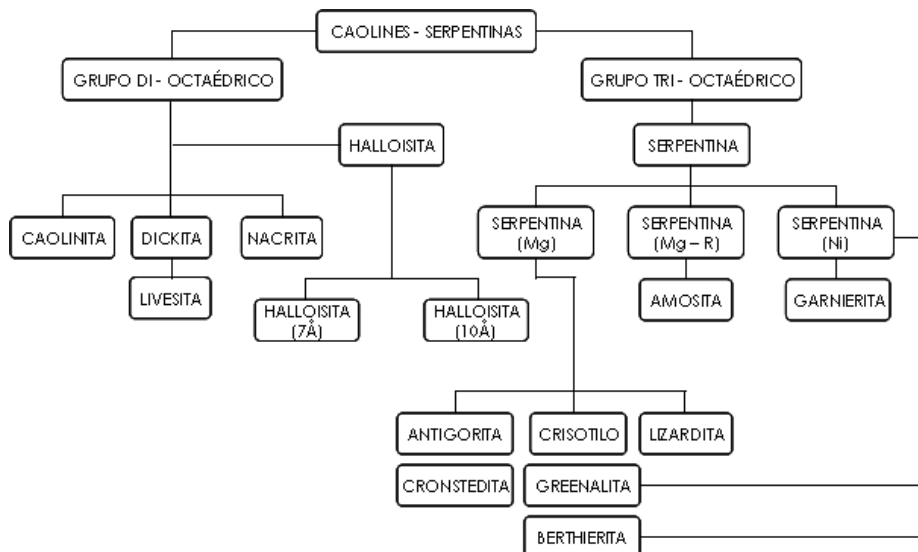 CAOLINES - SERPENTINAS
GRUPO DI - OCTAÉDRICO
GRUPO TRI - OCTAÉDRICO
HALLOISITA
SERPENTINA
CAOLINITA
DICKITA
NACRITA
SERPENTINA
(Mg)
SERPENTINA
(Mg – R)
SERPENTINA
(Ni)
LIVESITA
HALLOISITA
(7Å)
HALLOISITA
(10Å)
AMOSITA
GARNIERITA
ANTIGORITA
CRISOTILO
LIZARDITA
CRONSTEDITA
GREENALITA
BERTHIERITA